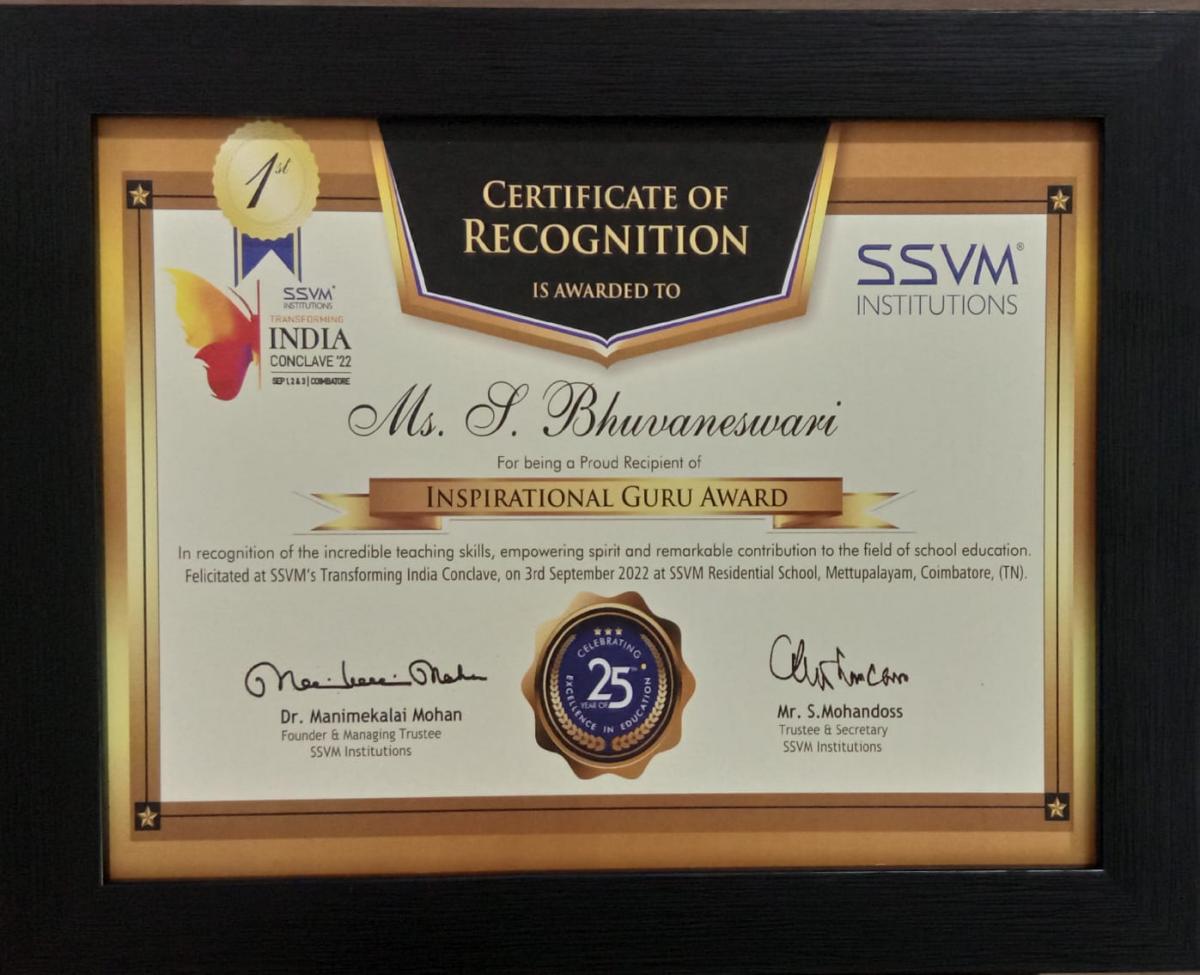 1st
CERTIFICATE OF
RECOGNITION
IS AWARDED TO
SSVM®
INSTITUTIONS
SSVM®
INSTITUTIONS
TRANSFORMING
INDIA
CONCLAVE '22
SEP 1, 2 & 3 | COIMBATORE
Ms. S. Bhuvaneswari
For being a Proud Recipient of
INSPIRATIONAL GURU AWARD
In recognition of the incredible teaching skills, empowering spirit and remarkable contribution to the field of school education.
Felicitated at SSVM's Transforming India Conclave, on 3rd September 2022 at SSVM Residential School, Mettupalayam, Coimbatore, (TN).
CELEBRATING
25
YEAR OF
EXCELLENCE IN EDUCATION
Dr. Manimekalai Mohan
Founder & Managing Trustee
SSVM Institutions
Mr. S.Mohandoss
Trustee & Secretary
SSVM Institutions